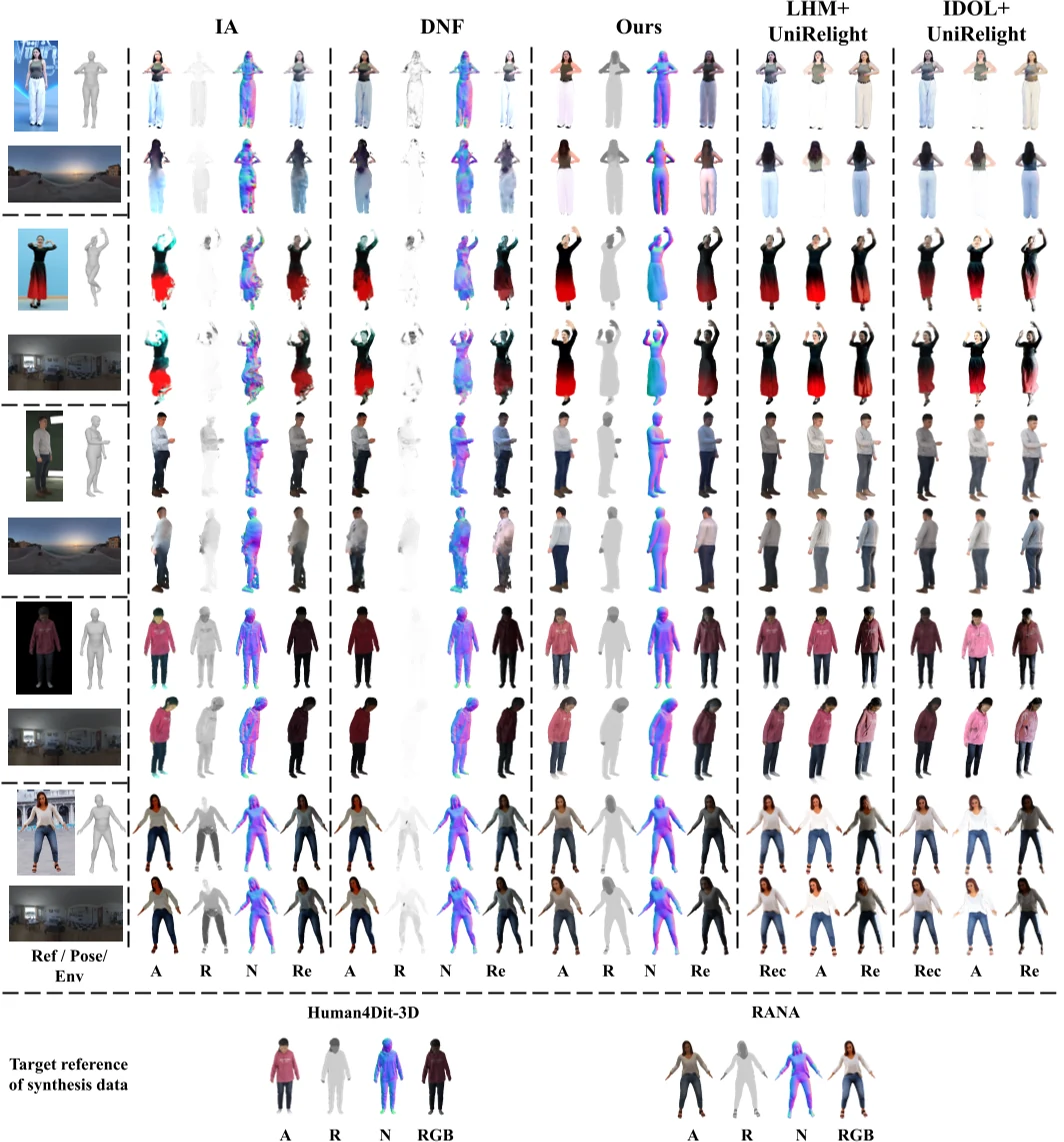 IA
DNF
Ours
LHM+
UniRelight
IDOL+
UniRelight
Ref / Pose/
Env
A R N Re A R N Re A R N Re Rec A Re Rec A Re
Human4Dit-3D
RANA
Target reference
of synthesis data
A R N RGB A R N RGB